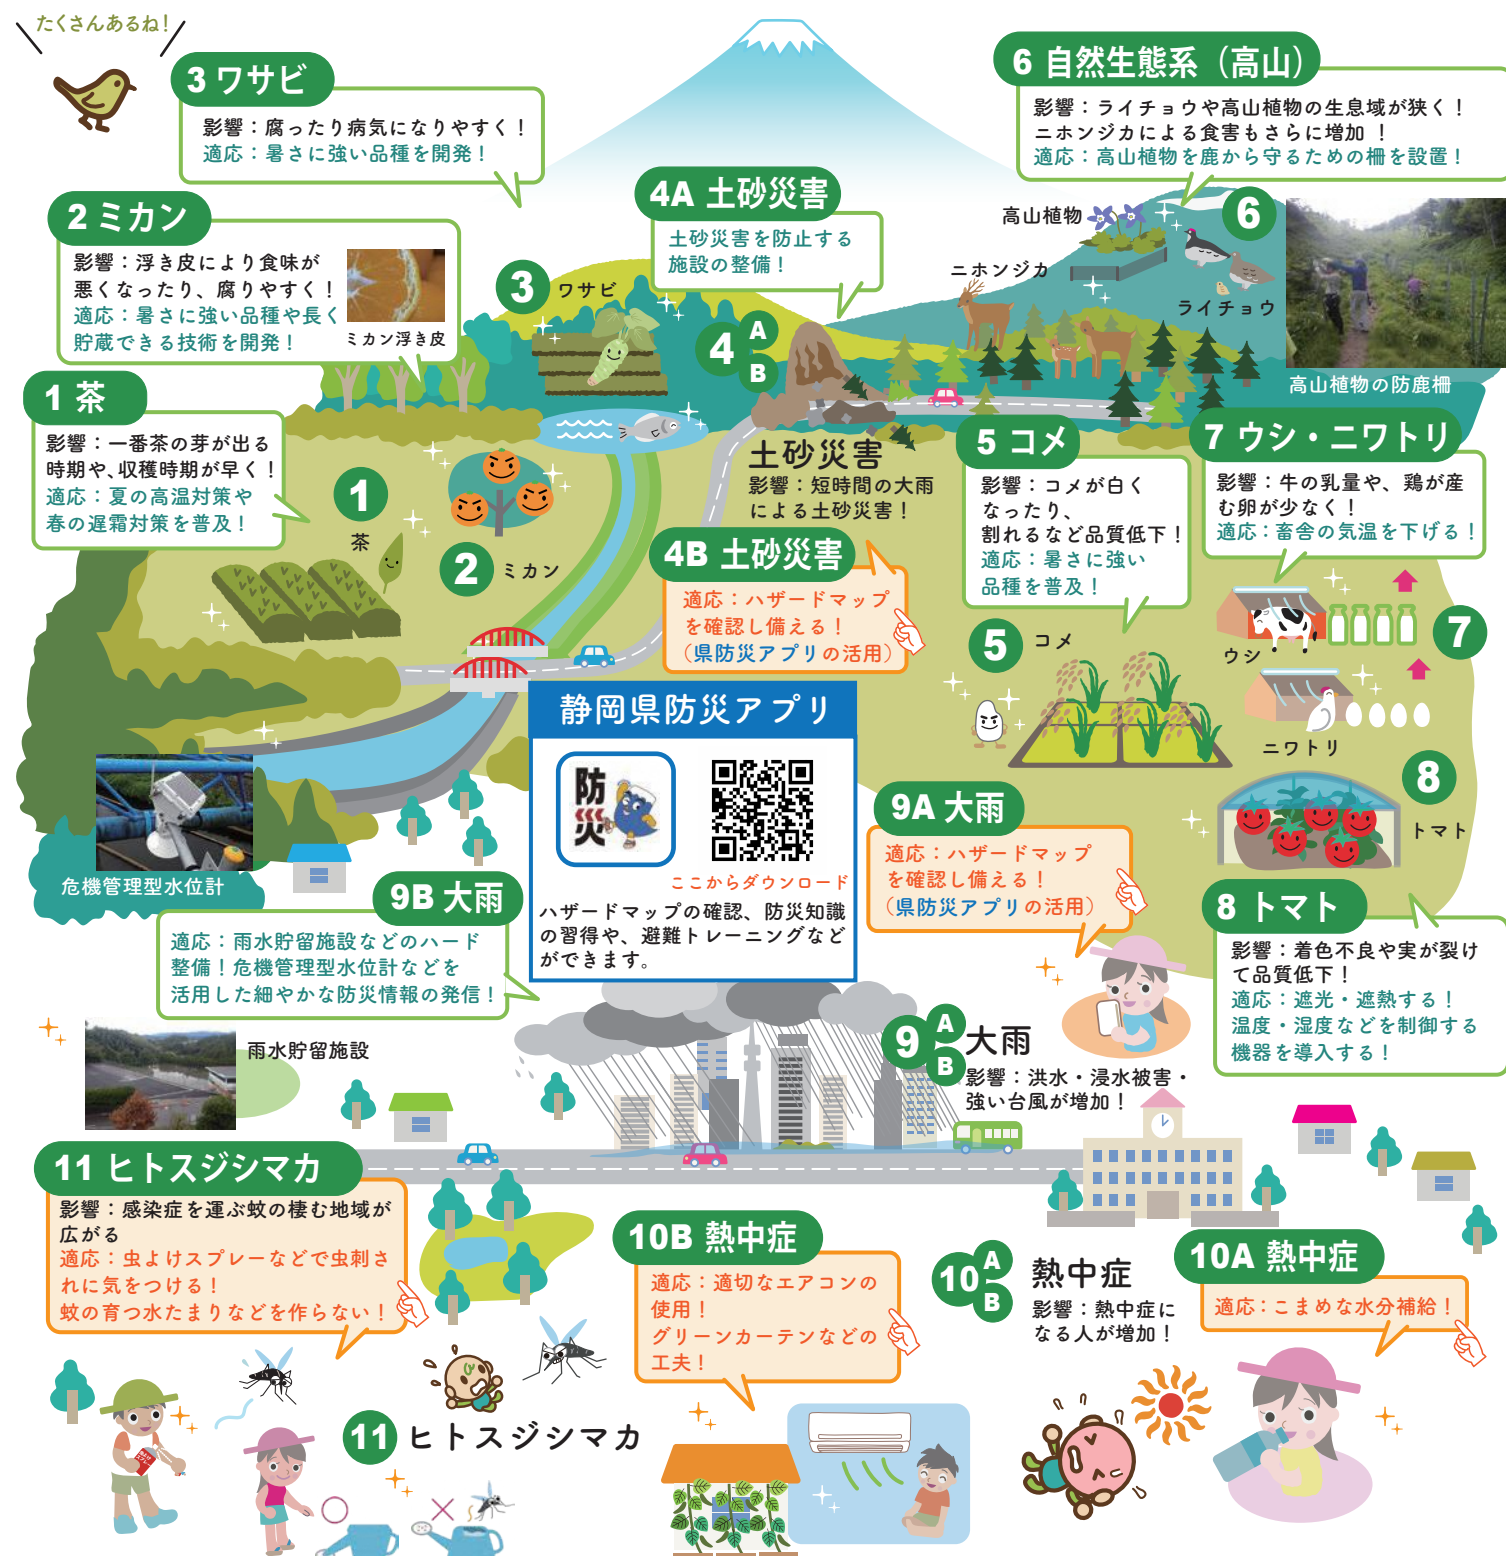 たくさんあるね！
3 ワサビ
影響：腐ったり病気になりやすく！
適応：暑さに強い品種を開発！
6 自然生態系（高山）
影響：ライチョウや高山植物の生息域が狭く！
ニホンジカによる食害もさらに増加 ！
適応：高山植物を鹿から守るための柵を設置！
2 ミカン
影響：浮き皮により食味が
悪くなったり、腐りやすく！
適応：暑さに強い品種や長く
貯蔵できる技術を開発！
ミカン浮き皮
4A 土砂災害
土砂災害を防止する
施設の整備！
高山植物
6
ニホンジカ
ライチョウ
高山植物の防鹿柵
3
ワサビ
4
A
B
1 茶
影響：一番茶の芽が出る
時期や、収穫時期が早く！
適応：夏の高温対策や
春の遅霜対策を普及！
1
茶
2
ミカン
土砂災害
影響：短時間の大雨
による土砂災害！
4B 土砂災害
適応：ハザードマップ
を確認し備える！
（県防災アプリの活用）
5 コメ
影響：コメが白く
なったり、
割れるなど品質低下！
適応：暑さに強い
品種を普及！
5
コメ
7 ウシ・ニワトリ
影響：牛の乳量や、鶏が産
む卵が少なく！
適応：畜舎の気温を下げる！
7
ウシ
ニワトリ
静岡県防災アプリ
防災
ここからダウンロード
ハザードマップの確認、防災知識
の習得や、避難トレーニングなど
ができます。
8
トマト
8 トマト
影響：着色不良や実が裂け
て品質低下！
適応：遮光・遮熱する！
温度・湿度などを制御する
機器を導入する！
9A 大雨
適応：ハザードマップ
を確認し備える！
（県防災アプリの活用）
危機管理型水位計
9B 大雨
適応：雨水貯留施設などのハード
整備！危機管理型水位計などを
活用した細やかな防災情報の発信！
雨水貯留施設
9
A
B
大雨
影響：洪水・浸水被害・
強い台風が増加！
11 ヒトスジシマカ
影響：感染症を運ぶ蚊の棲む地域が
広がる
適応：虫よけスプレーなどで虫刺さ
れに気をつける！
蚊の育つ水たまりなどを作らない！
11
ヒトスジシマカ
10B 熱中症
適応：適切なエアコンの
使用！
グリーンカーテンなどの
工夫！
10
A
B
熱中症
影響：熱中症に
なる人が増加！
10A 熱中症
適応：こまめな水分補給！